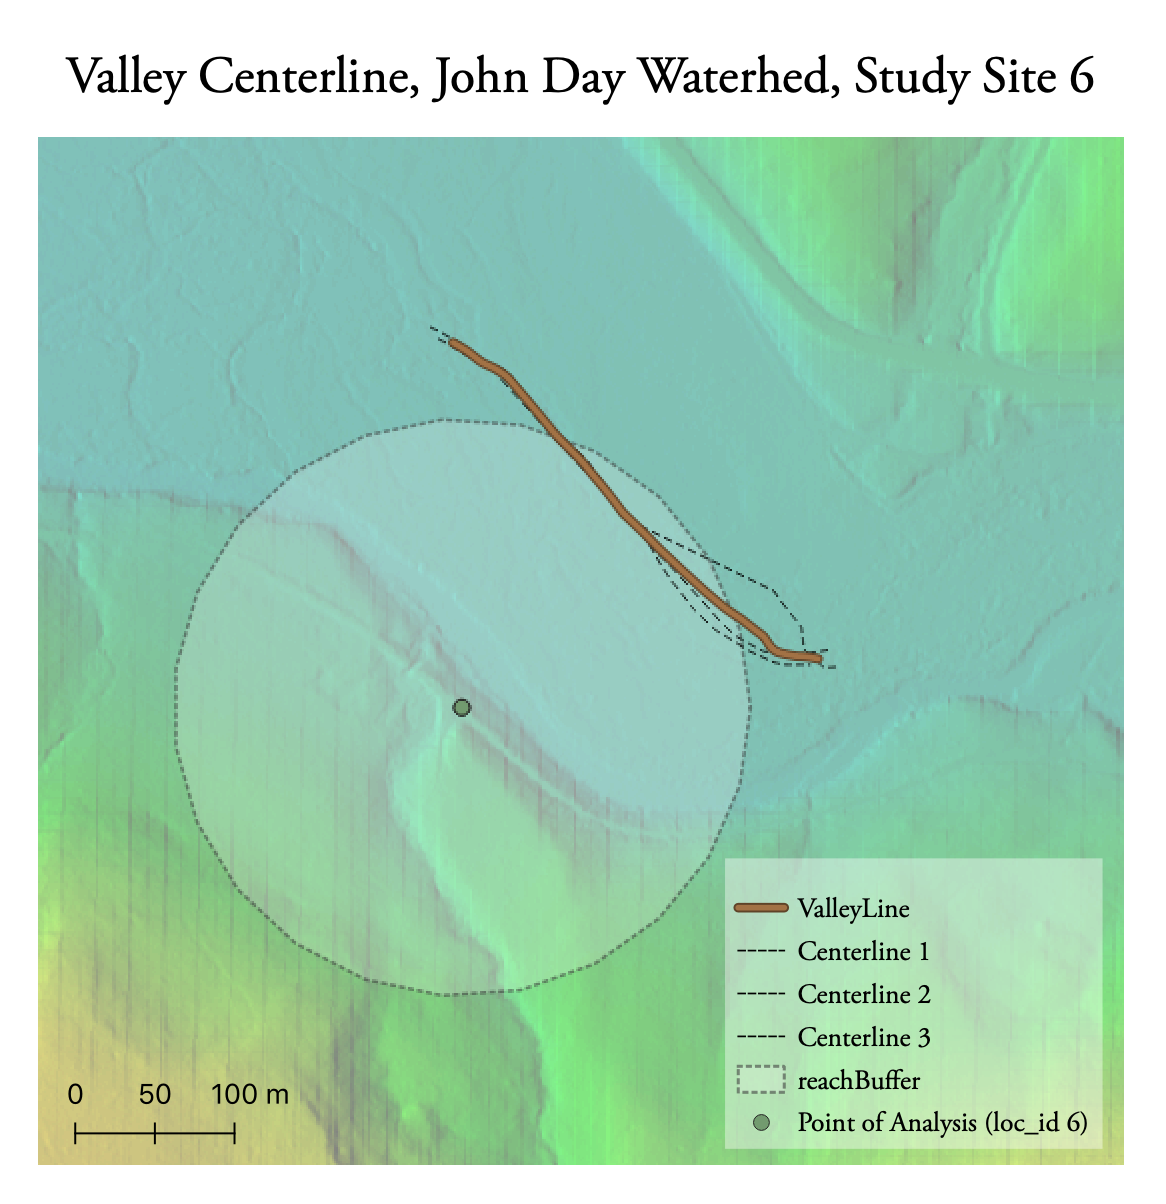 Valley Centerline, John Day Waterhed, Study Site 6
ValleyLine
Centerline 1
Centerline 2
Centerline 3
reachBuffer
Point of Analysis (loc_id 6)
0 50 100 m